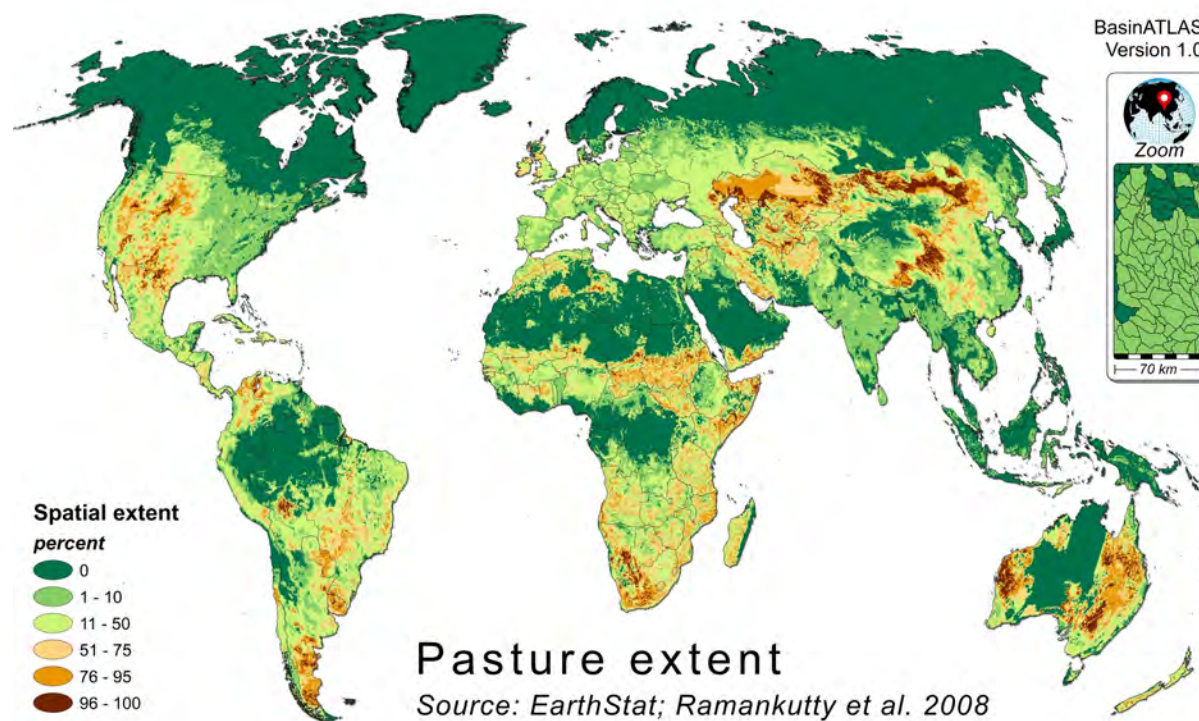 BasinATLAS
Version 1.0
Zoom
70 km
Spatial extent
percent
0
1 - 10
11 - 50
51 - 75
76 - 95
96 - 100
Pasture extent
Source: EarthStat; Ramankutty et al. 2008